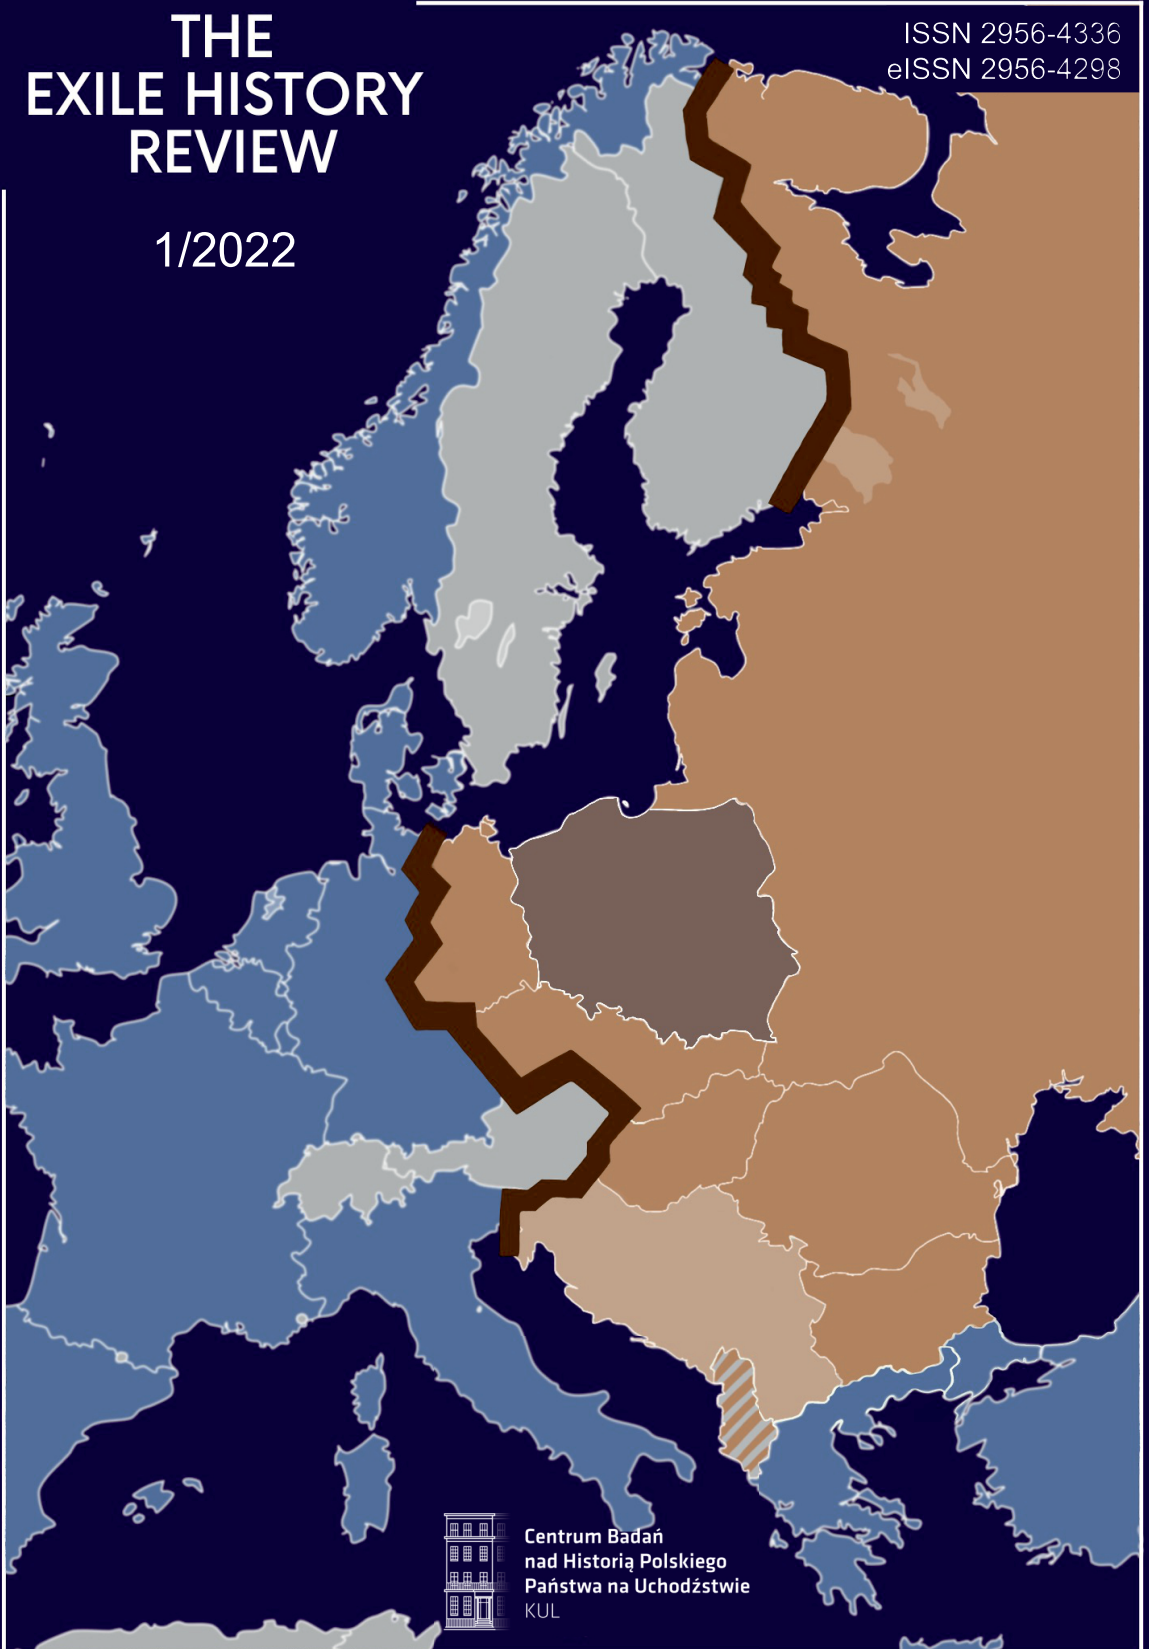 THE
EXILE HISTORY
REVIEW
1/2022
ISSN 2956-4336
eISSN 2956-4298
Centrum Badań
nad Historią Polskiego
Państwa na Uchodźstwie
KUL